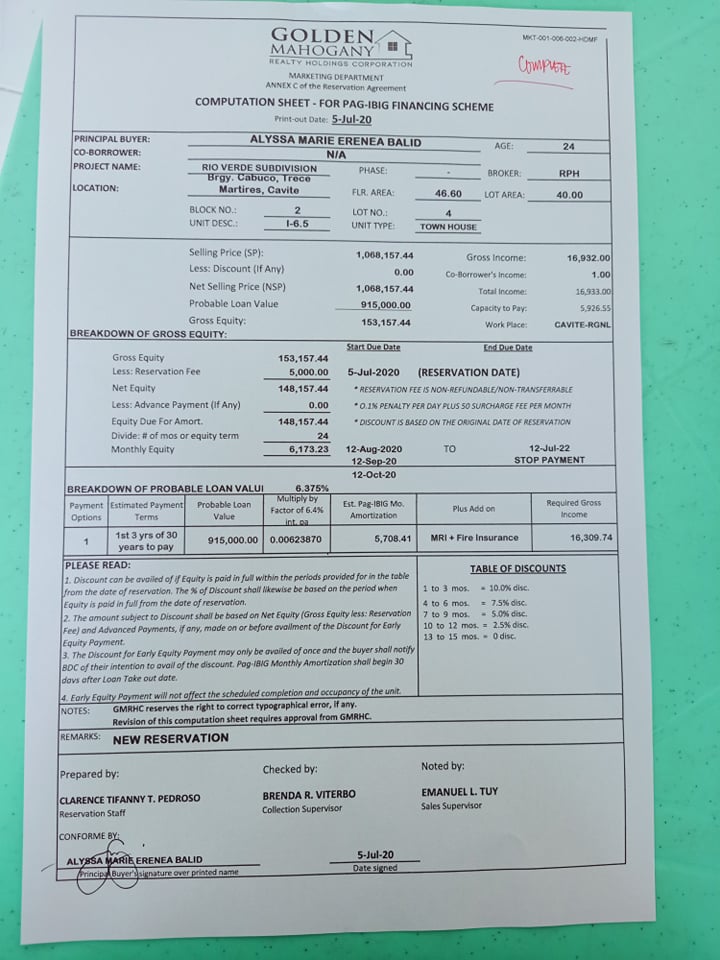 GOLDEN
MAHOGANY
REALTY HOLDINGS CORPORATION
MKT-001-006-002-HDMF
COMPUTE
MARKETING DEPARTMENT
ANNEX C of the Reservation Agreement
COMPUTATION SHEET - FOR PAG-IBIG FINANCING SCHEME
Print-out Date: 5-Jul-20
PRINCIPAL BUYER: ALYSSA MARIE ERENEA BALID AGE: 24
CO-BORROWER: N/A
PROJECT NAME: RIO VERDE SUBDIVISION PHASE: - BROKER: RPH
LOCATION: Brgy. Cabuco, Trece
Martires, Cavite FLR. AREA: 46.60 LOT AREA: 40.00
BLOCK NO.: 2 LOT NO.: 4
UNIT DESC.: I-6.5 UNIT TYPE: TOWN HOUSE
Selling Price (SP): 1,068,157.44 Gross Income: 16,932.00
Less: Discount (If Any) 0.00 Co-Borrower's Income: 1.00
Net Selling Price (NSP) 1,068,157.44 Total Income: 16,933.00
Probable Loan Value 915,000.00 Capacity to Pay: 5,926.55
Gross Equity: 153,157.44 Work Place: CAVITE-RGNL
BREAKDOWN OF GROSS EQUITY:
Start Due Date End Due Date
Gross Equity 153,157.44
Less: Reservation Fee 5,000.00 5-Jul-2020 (RESERVATION DATE)
Net Equity 148,157.44 * RESERVATION FEE IS NON-REFUNDABLE/NON-TRANSFERRABLE
Less: Advance Payment (If Any) 0.00 * 0.1% PENALTY PER DAY PLUS 50 SURCHARGE FEE PER MONTH
Equity Due For Amort. 148,157.44 * DISCOUNT IS BASED ON THE ORIGINAL DATE OF RESERVATION
Divide: # of mos or equity term 24
Monthly Equity 6,173.23 12-Aug-2020 TO 12-Jul-22
12-Sep-20 STOP PAYMENT
12-Oct-20
BREAKDOWN OF PROBABLE LOAN VALUI 6.375%
Payment Options Estimated Payment Terms Probable Loan Value Multiply by Factor of 6.4% int. pa Est. Pag-IBIG Mo. Amortization Plus Add on Required Gross Income
1 1st 3 yrs of 30 years to pay 915,000.00 0.00623870 5,708.41 MRI + Fire Insurance 16,309.74
PLEASE READ:
1. Discount can be availed of if Equity is paid in full within the periods provided for in the table
from the date of reservation. The % of Discount shall likewise be based on the period when
Equity is paid in full from the date of reservation.
2. The amount subject to Discount shall be based on Net Equity (Gross Equity less: Reservation
Fee) and Advanced Payments, if any, made on or before availment of the Discount for Early
Equity Payment.
3. The Discount for Early Equity Payment may only be availed of once and the buyer shall notify
BDC of their intention to avail of the discount. Pag-IBIG Monthly Amortization shall begin 30
days after Loan Take out date.
4. Early Equity Payment will not affect the scheduled completion and occupancy of the unit.
TABLE OF DISCOUNTS
1 to 3 mos. = 10.0% disc.
4 to 6 mos. = 7.5% disc.
7 to 9 mos. = 5.0% disc.
10 to 12 mos. = 2.5% disc.
13 to 15 mos. = 0 disc.
NOTES: GMRHC reserves the right to correct typographical error, if any.
Revision of this computation sheet requires approval from GMRHC.
REMARKS: NEW RESERVATION
Prepared by: Checked by: Noted by:
CLARENCE TIFANNY T. PEDROSO BRENDA R. VITERBO EMANUEL L. TUY
Reservation Staff Collection Supervisor Sales Supervisor
CONFORME BY:
ALYSSA MARIE ERENEA BALID 5-Jul-20
Principal Buyer's signature over printed name Date signed